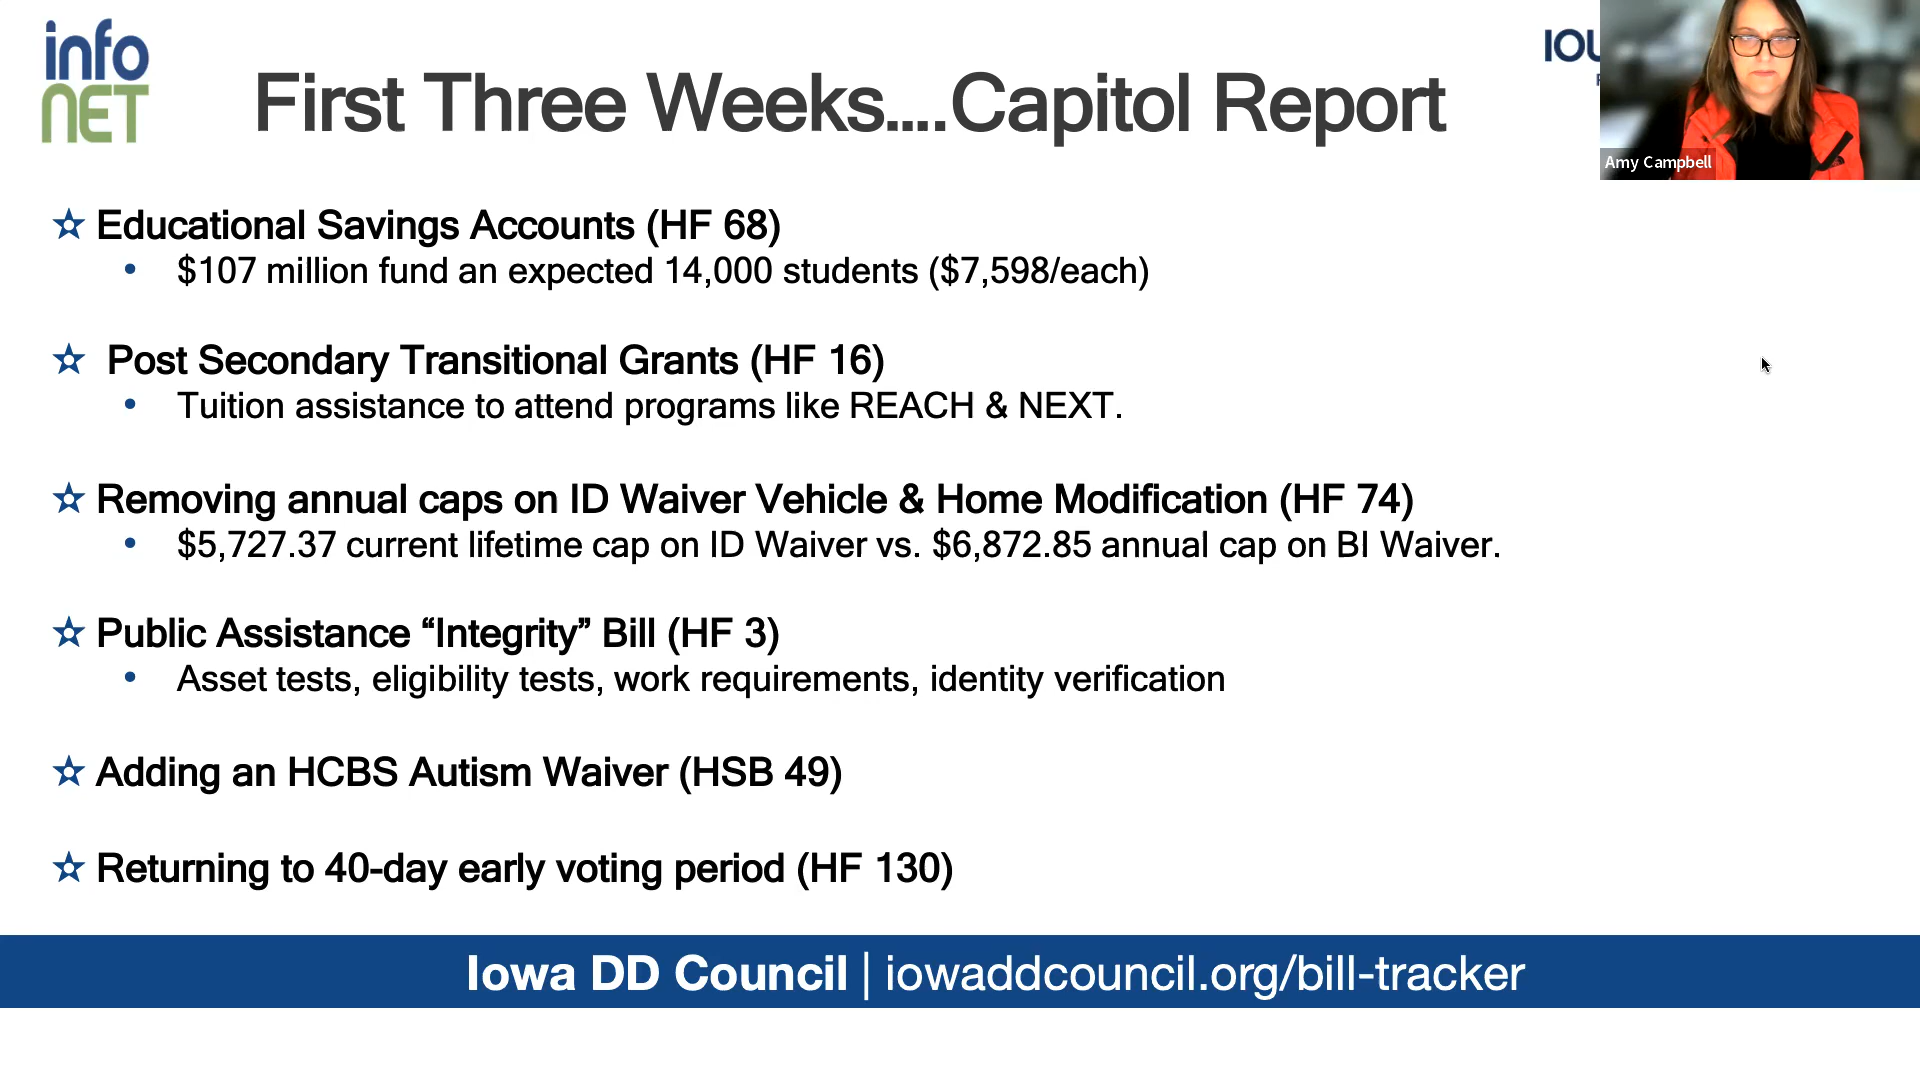 info
NET
First Three Weeks....Capitol Report
Amy Campbell
Educational Savings Accounts (HF 68)
• $107 million fund an expected 14,000 students ($7,598/each)
Post Secondary Transitional Grants (HF 16)
• Tuition assistance to attend programs like REACH & NEXT.
Removing annual caps on ID Waiver Vehicle & Home Modification (HF 74)
• $5,727.37 current lifetime cap on ID Waiver vs. $6,872.85 annual cap on BI Waiver.
Public Assistance “Integrity” Bill (HF 3)
• Asset tests, eligibility tests, work requirements, identity verification
Adding an HCBS Autism Waiver (HSB 49)
Returning to 40-day early voting period (HF 130)
Iowa DD Council | iowaddcouncil.org/bill-tracker